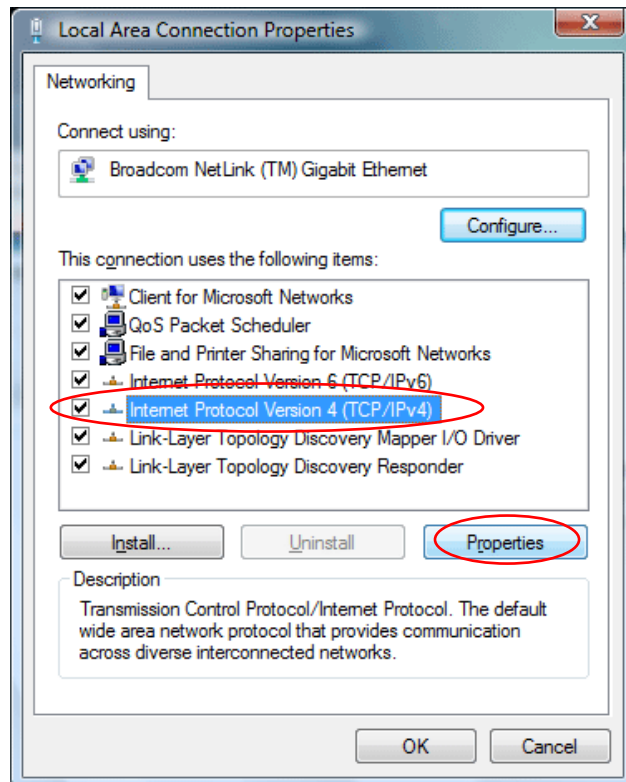 Local Area Connection Properties
Networking
Connect using:
Broadcom NetLink (TM) Gigabit Ethernet
Configure...
This connection uses the following items:
Client for Microsoft Networks
QoS Packet Scheduler
File and Printer Sharing for Microsoft Networks
Internet Protocol Version 6 (TCP/IPv6)
Internet Protocol Version 4 (TCP/IPv4)
Link-Layer Topology Discovery Mapper I/O Driver
Link-Layer Topology Discovery Responder
Install... Uninstall Properties
Description
Transmission Control Protocol/Internet Protocol. The default
wide area network protocol that provides communication
across diverse interconnected networks.
OK Cancel